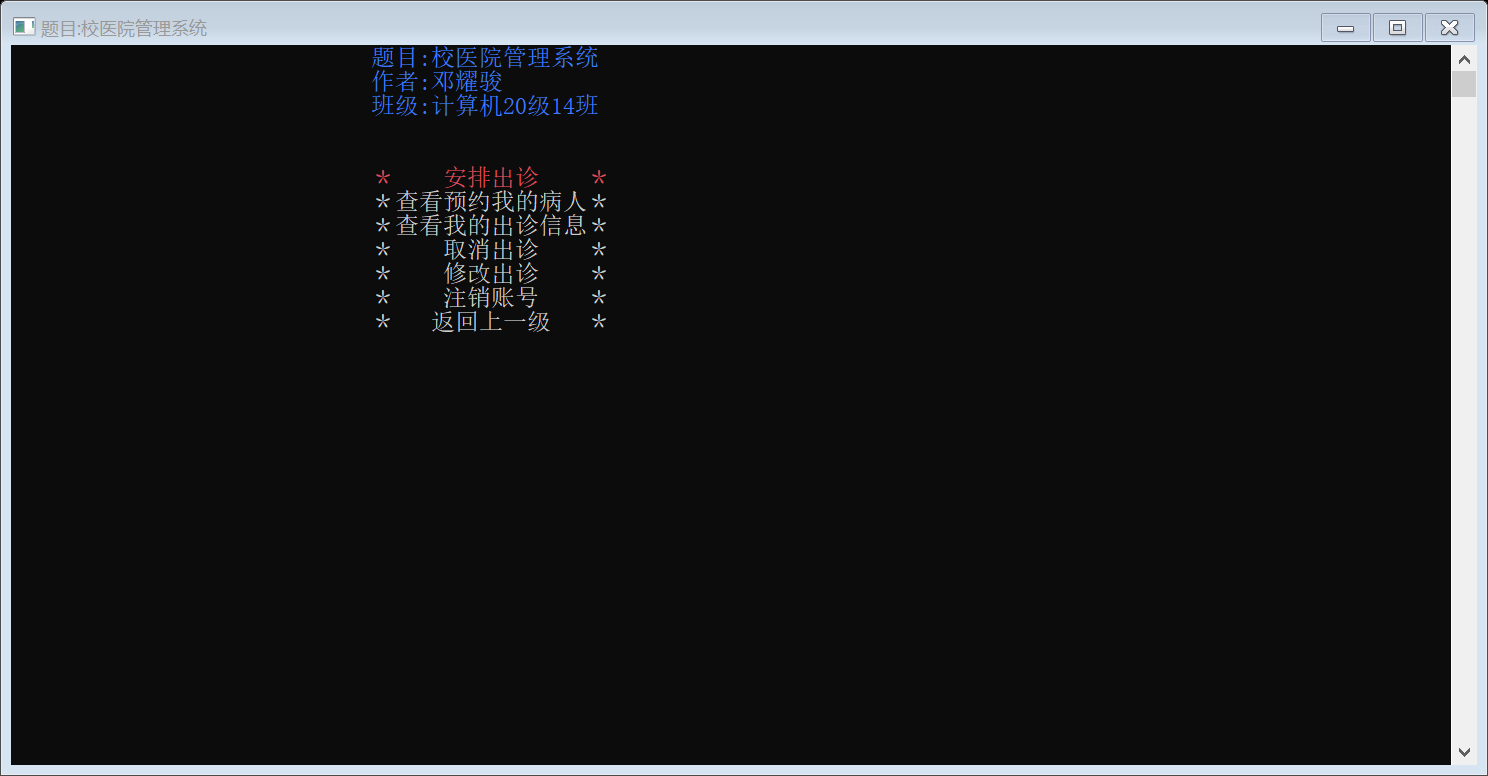 题目:校医院管理系统
题目:校医院管理系统
作者:邓耀骏
班级:计算机20级14班
*    安排出诊    *
*查看预约我的病人*
*查看我的出诊信息*
*    取消出诊    *
*    修改出诊    *
*    注销账号    *
*   返回上一级   *